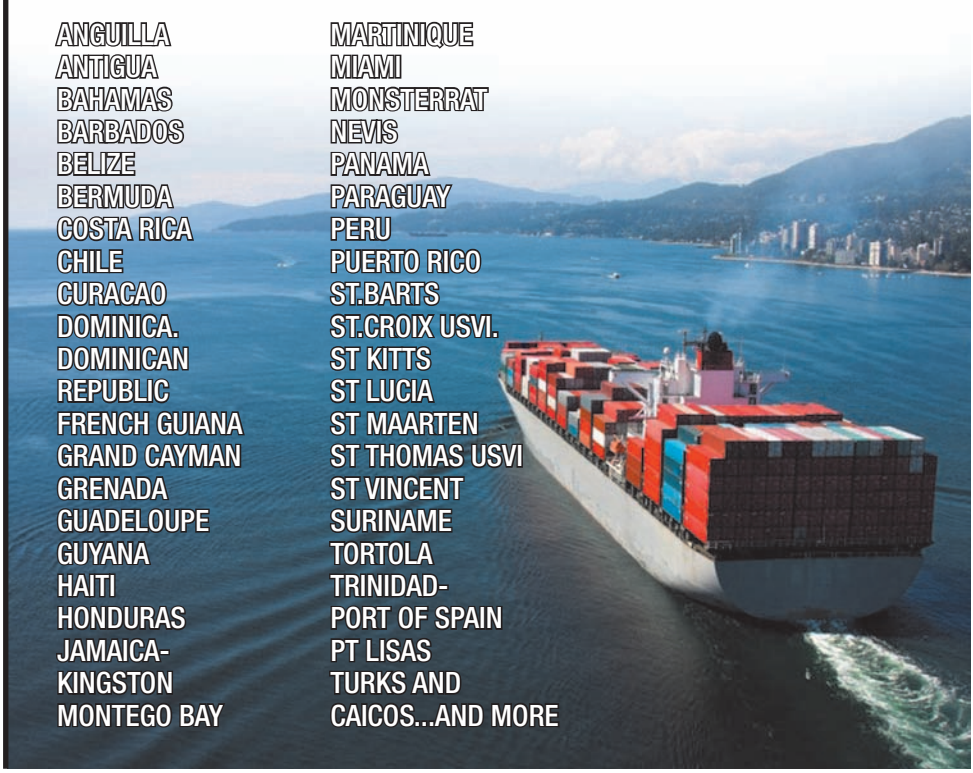 ANGUILLA
ANTIGUA
BAHAMAS
BARBADOS
BELIZE
BERMUDA
COSTA RICA
CHILE
CURACAO
DOMINICA.
DOMINICAN
REPUBLIC
FRENCH GUIANA
GRAND CAYMAN
GRENADA
GUADELOUPE
GUYANA
HAITI
HONDURAS
JAMAICA-
KINGSTON
MONTEGO BAY
MARTINIQUE
MIAMI
MONSTERRAT
NEVIS
PANAMA
PARAGUAY
PERU
PUERTO RICO
ST.BARTS
ST.CROIX USVI.
ST KITTS
ST LUCIA
ST MAARTEN
ST THOMAS USVI
ST VINCENT
SURINAME
TORTOLA
TRINIDAD-
PORT OF SPAIN
PT LISAS
TURKS AND
CAICOS...AND MORE